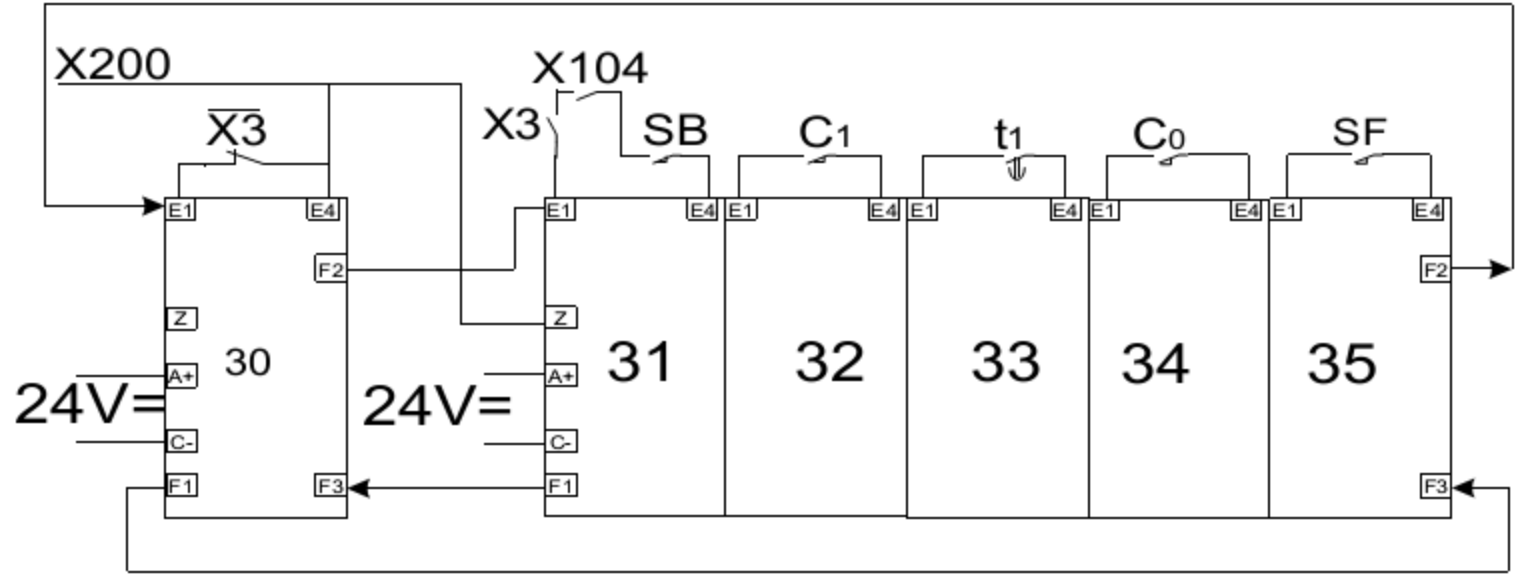 X200
X104
X3
X3
SB
C1
t1
C0
SF
E1
E4
E1
E4
E1
E4
E1
E4
E1
E4
E1
E4
F2
F2
Z
Z
30
31
32
33
34
35
A+
A+
24V=
24V=
C-
C-
F1
F3
F1
F3